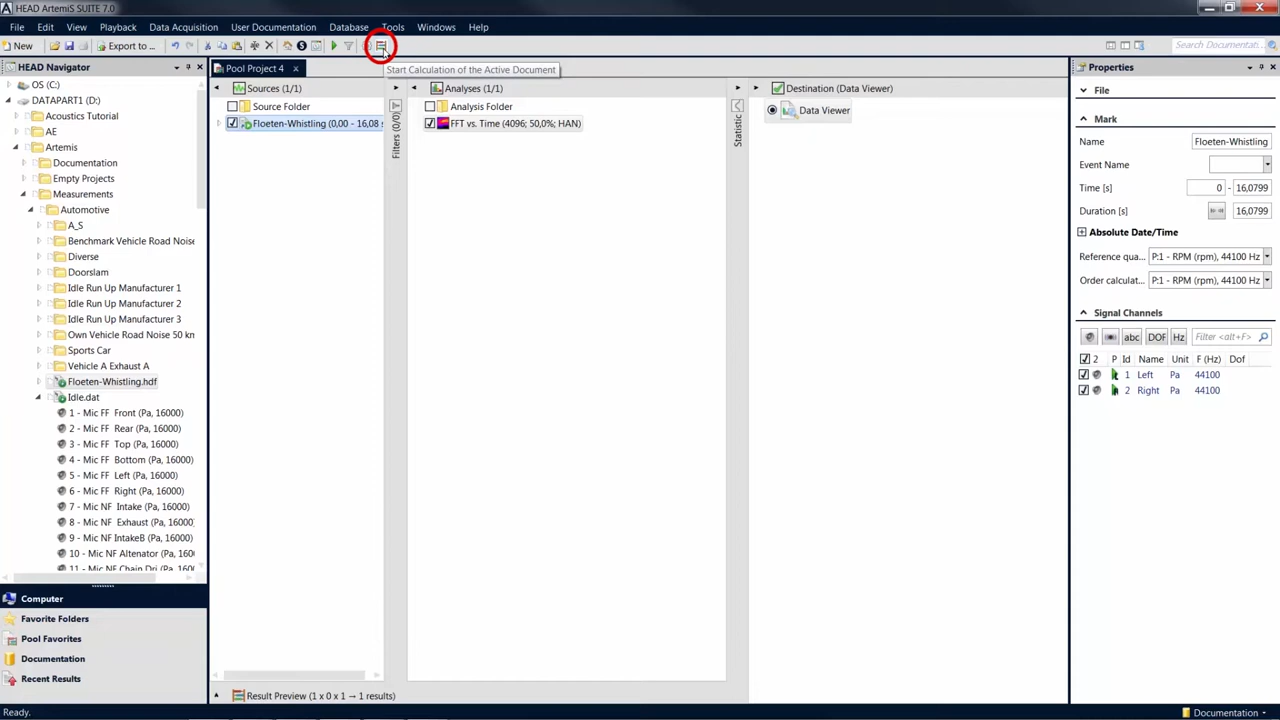 HEAD ArtemiS SUITE 7.0
File Edit View Playback Data Acquisition User Documentation Database Tools Windows Help
New Export to ... Search Documentation
Start Calculation of the Active Document
HEAD Navigator
OS (C:)
DATAPART1 (D:)
Acoustics Tutorial
AE
Artemis
Documentation
Empty Projects
Measurements
Automotive
A_S
Benchmark Vehicle Road Noise
Diverse
Doorslam
Idle Run Up Manufacturer 1
Idle Run Up Manufacturer 2
Idle Run Up Manufacturer 3
Own Vehicle Road Noise 50 km
Sports Car
Vehicle A Exhaust A
Floeten-Whistling.hdf
Idle.dat
1 - Mic FF Front (Pa, 16000)
2 - Mic FF Rear (Pa, 16000)
3 - Mic FF Top (Pa, 16000)
4 - Mic FF Bottom (Pa, 16000)
5 - Mic FF Left (Pa, 16000)
6 - Mic FF Right (Pa, 16000)
7 - Mic NF Intake (Pa, 16000)
8 - Mic NF Exhaust (Pa, 16000)
9 - Mic NF IntakeB (Pa, 16000)
10 - Mic NF Altenator (Pa, 160
11 - Mic NF Chain Dri (Pa, 160
Computer
Favorite Folders
Pool Favorites
Documentation
Recent Results
Pool Project 4
Sources (1/1)
Source Folder
Floeten-Whistling (0,00 - 16,08 s
Filters (0/0)
Analyses (1/1)
Analysis Folder
FFT vs. Time (4096; 50,0%; HAN)
Statistic
Destination (Data Viewer)
Data Viewer
Result Preview (1 x 0 x 1 → 1 results)
Properties
File
Mark
Name Floeten-Whistling
Event Name
Time [s] 0 - 16,0799
Duration [s] 16,0799
Absolute Date/Time
Reference qua... P:1 - RPM (rpm), 44100 Hz
Order calculat... P:1 - RPM (rpm), 44100 Hz
Signal Channels
abc DOF Hz Filter <alt+F>
2 P Id Name Unit F (Hz) Dof
1 Left Pa 44100
2 Right Pa 44100
Ready. Documentation